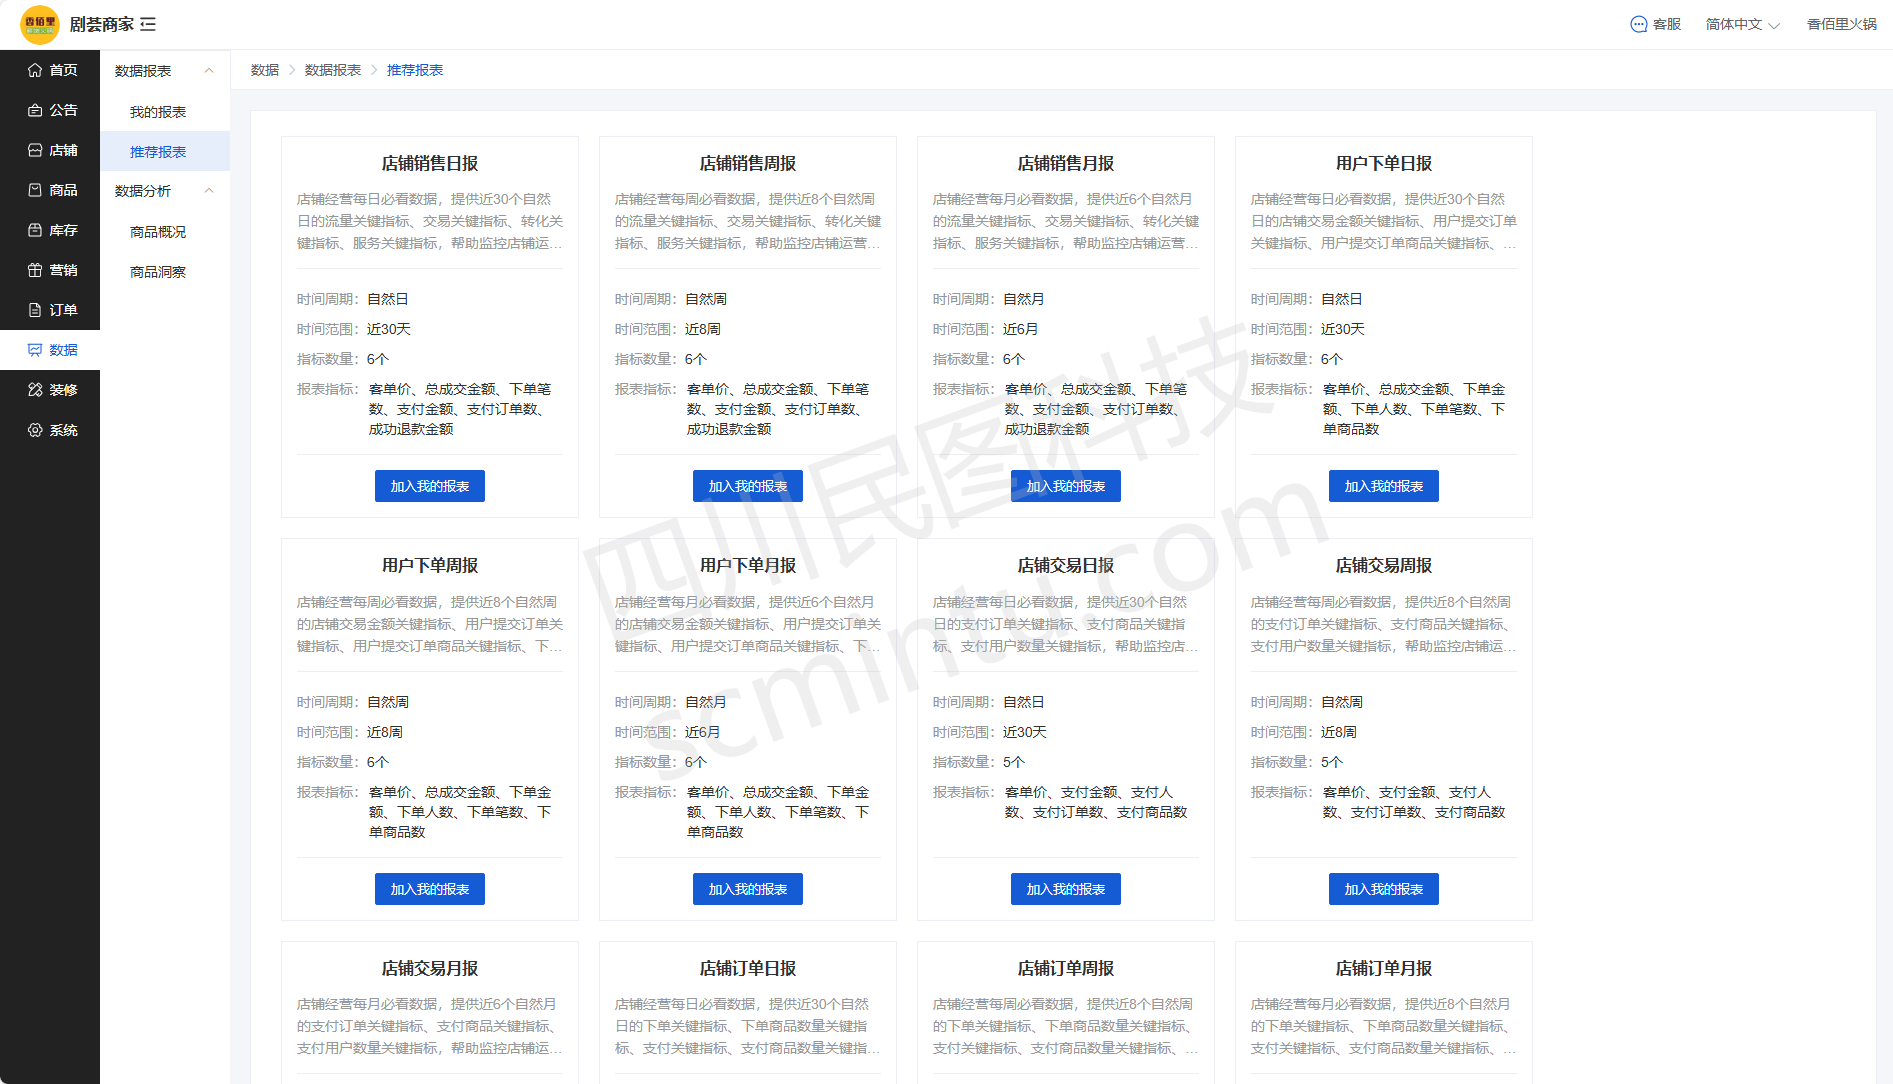 香佰里
剧荟商家
客服
简体中文
香佰里火锅
首页
公告
店铺
商品
库存
营销
订单
数据
装修
系统
数据报表
我的报表
推荐报表
数据分析
商品概况
商品洞察
数据
数据报表
推荐报表
店铺销售日报
店铺经营每日必看数据，提供近30个自然
日的流量关键指标、交易关键指标、转化关
键指标、服务关键指标，帮助监控店铺运...
时间周期：自然日
时间范围：近30天
指标数量：6个
报表指标：客单价、总成交金额、下单笔
数、支付金额、支付订单数、
成功退款金额
加入我的报表
店铺销售周报
店铺经营每周必看数据，提供近8个自然周
的流量关键指标、交易关键指标、转化关键
指标、服务关键指标，帮助监控店铺运营...
时间周期：自然周
时间范围：近8周
指标数量：6个
报表指标：客单价、总成交金额、下单笔
数、支付金额、支付订单数、
成功退款金额
加入我的报表
店铺销售月报
店铺经营每月必看数据，提供近6个自然月
的流量关键指标、交易关键指标、转化关键
指标、服务关键指标，帮助监控店铺运营...
时间周期：自然月
时间范围：近6月
指标数量：6个
报表指标：客单价、总成交金额、下单笔
数、支付金额、支付订单数、
成功退款金额
加入我的报表
用户下单日报
店铺经营每日必看数据，提供近30个自然
日的店铺交易金额关键指标、用户提交订单
关键指标、用户提交订单商品关键指标、...
时间周期：自然日
时间范围：近30天
指标数量：6个
报表指标：客单价、总成交金额、下单金
额、下单人数、下单笔数、下
单商品数
加入我的报表
用户下单周报
店铺经营每周必看数据，提供近8个自然周
的店铺交易金额关键指标、用户提交订单关
键指标、用户提交订单商品关键指标、下...
时间周期：自然周
时间范围：近8周
指标数量：6个
报表指标：客单价、总成交金额、下单金
额、下单人数、下单笔数、下
单商品数
加入我的报表
用户下单月报
店铺经营每月必看数据，提供近6个自然月
的店铺交易金额关键指标、用户提交订单关
键指标、用户提交订单商品关键指标、下...
时间周期：自然月
时间范围：近6月
指标数量：6个
报表指标：客单价、总成交金额、下单金
额、下单人数、下单笔数、下
单商品数
加入我的报表
店铺交易日报
店铺经营每日必看数据，提供近30个自然
日的支付订单关键指标、支付商品关键指
标、支付用户数量关键指标，帮助监控店...
时间周期：自然日
时间范围：近30天
指标数量：5个
报表指标：客单价、支付金额、支付人
数、支付订单数、支付商品数
加入我的报表
店铺交易周报
店铺经营每周必看数据，提供近8个自然周
的支付订单关键指标、支付商品关键指标、
支付用户数量关键指标，帮助监控店铺运...
时间周期：自然周
时间范围：近8周
指标数量：5个
报表指标：客单价、支付金额、支付人
数、支付订单数、支付商品数
加入我的报表
店铺交易月报
店铺经营每月必看数据，提供近6个自然月
的支付订单关键指标、支付商品关键指标、
支付用户数量关键指标，帮助监控店铺运...
店铺订单日报
店铺经营每日必看数据，提供近30个自然
日的下单关键指标、下单商品数量关键指
标、支付关键指标、支付商品数量关键指...
店铺订单周报
店铺经营每周必看数据，提供近8个自然周
的下单关键指标、下单商品数量关键指标、
支付关键指标、支付商品数量关键指标、...
店铺订单月报
店铺经营每月必看数据，提供近8个自然月
的下单关键指标、下单商品数量关键指标、
支付关键指标、支付商品数量关键指标、...
四川民图科技
scmintu.com